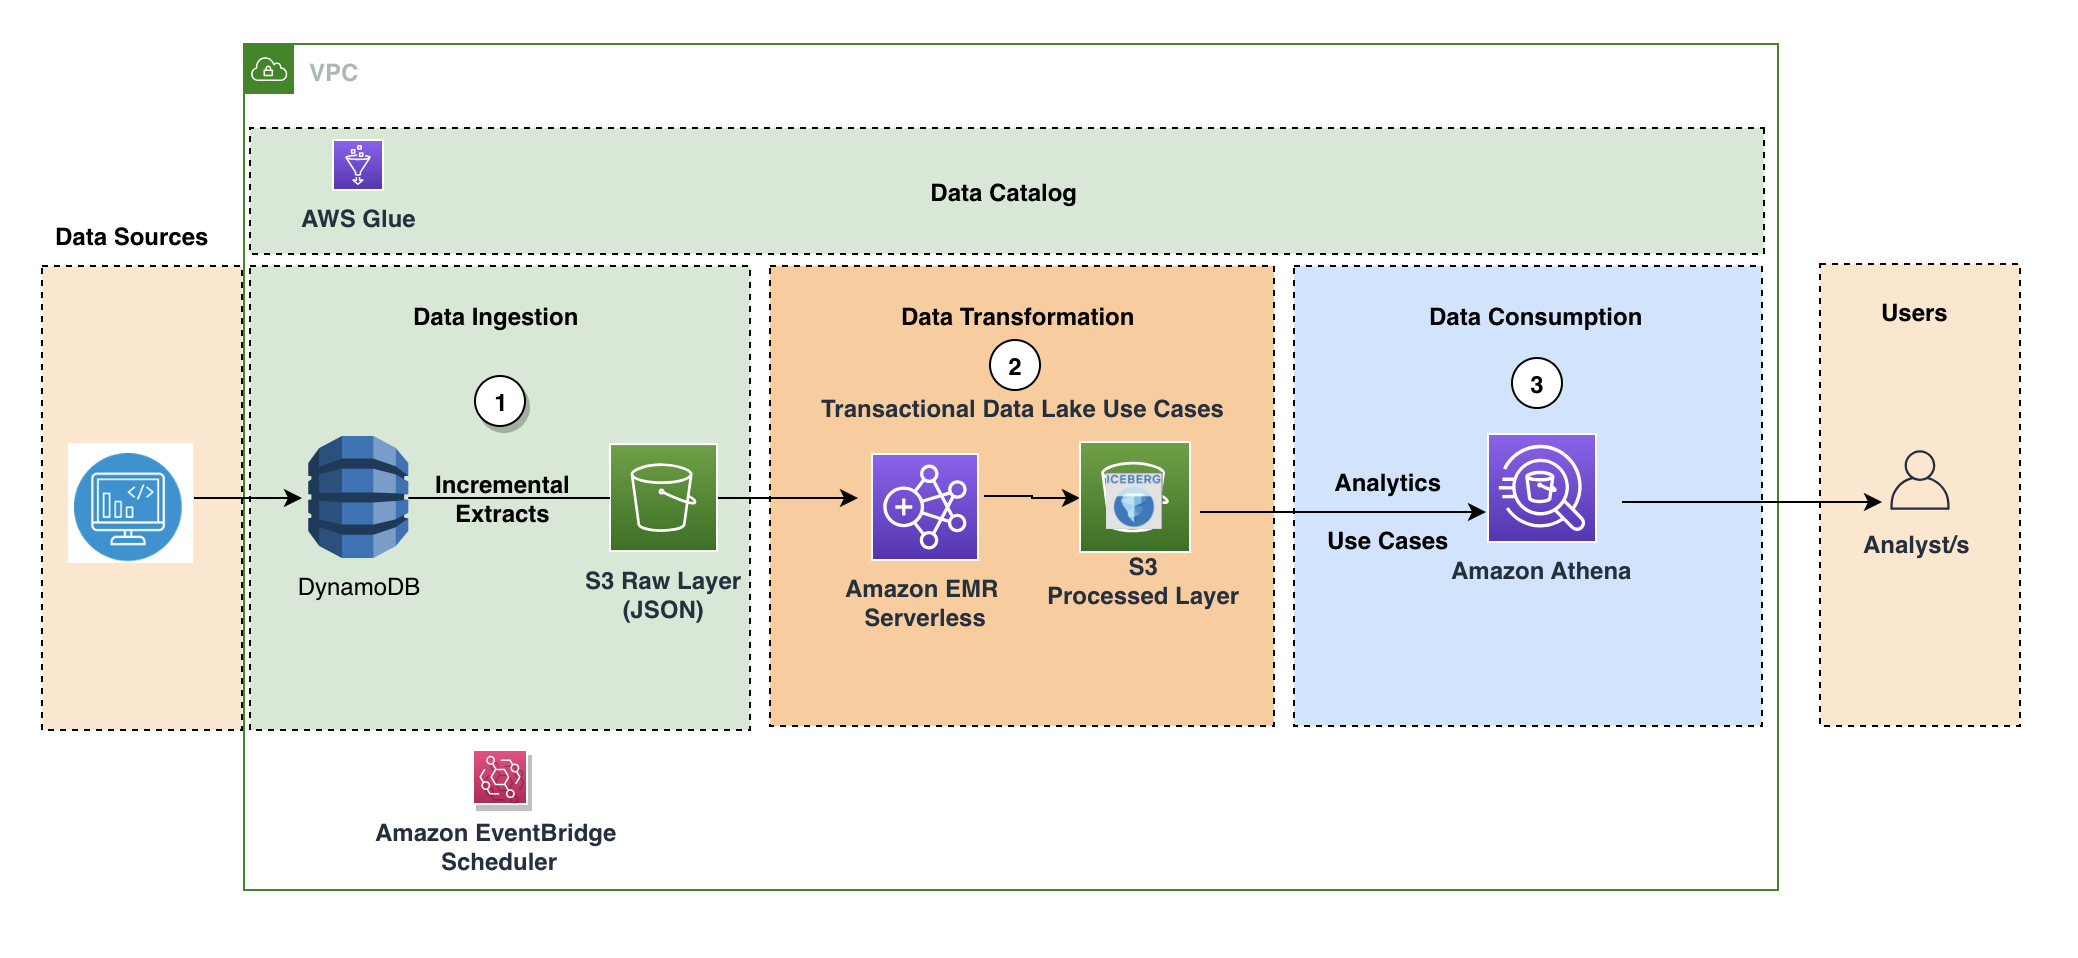 VPC
AWS Glue
Data Catalog
Data Sources
Data Ingestion
1
Incremental
Extracts
DynamoDB
S3 Raw Layer
(JSON)
Data Transformation
2
Transactional Data Lake Use Cases
Amazon EMR
Serverless
ICEBERG
S3
Processed Layer
Data Consumption
3
Analytics
Use Cases
Amazon Athena
Users
Analyst/s
Amazon EventBridge
Scheduler